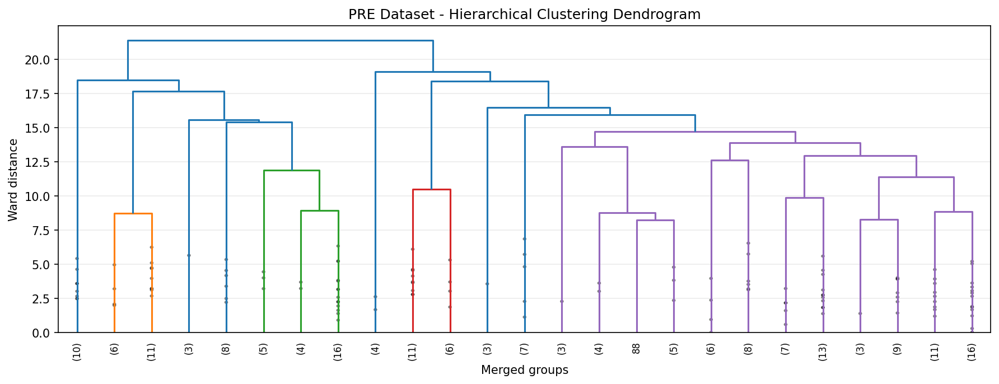 PRE Dataset - Hierarchical Clustering Dendrogram
Ward distance
20.0
17.5
15.0
12.5
10.0
7.5
5.0
2.5
0.0
(10) (6) (11) (3) (8) (5) (4) (16) (4) (11) (6) (3) (7) (3) (4) 88 (5) (6) (8) (7) (13) (3) (9) (11) (16)
Merged groups